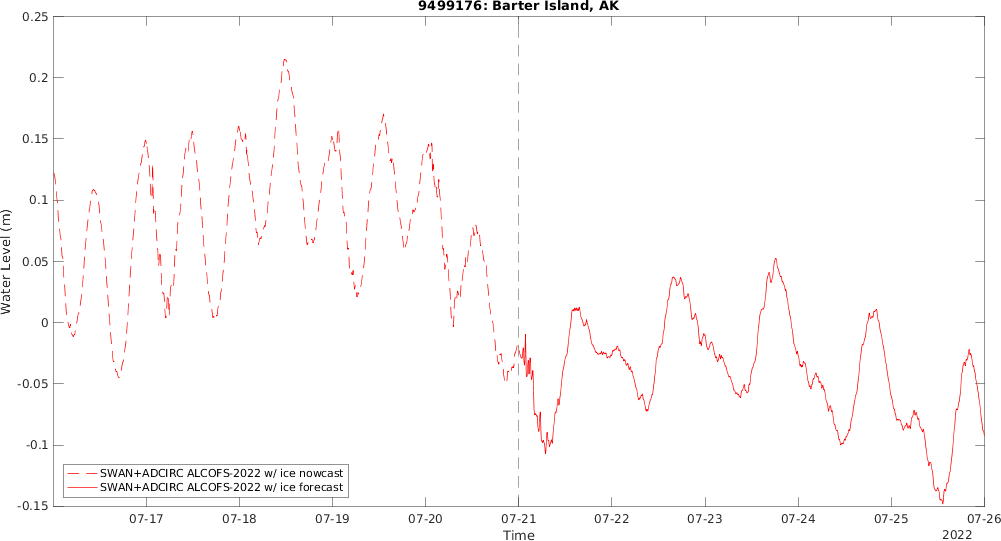 9499176: Barter Island, AK
Water Level (m)
0.25
0.2
0.15
0.1
0.05
0
-0.05
-0.1
-0.15
SWAN+ADCIRC ALCOFS-2022 w/ ice nowcast
SWAN+ADCIRC ALCOFS-2022 w/ ice forecast
07-17 07-18 07-19 07-20 07-21 07-22 07-23 07-24 07-25 07-26
Time
2022